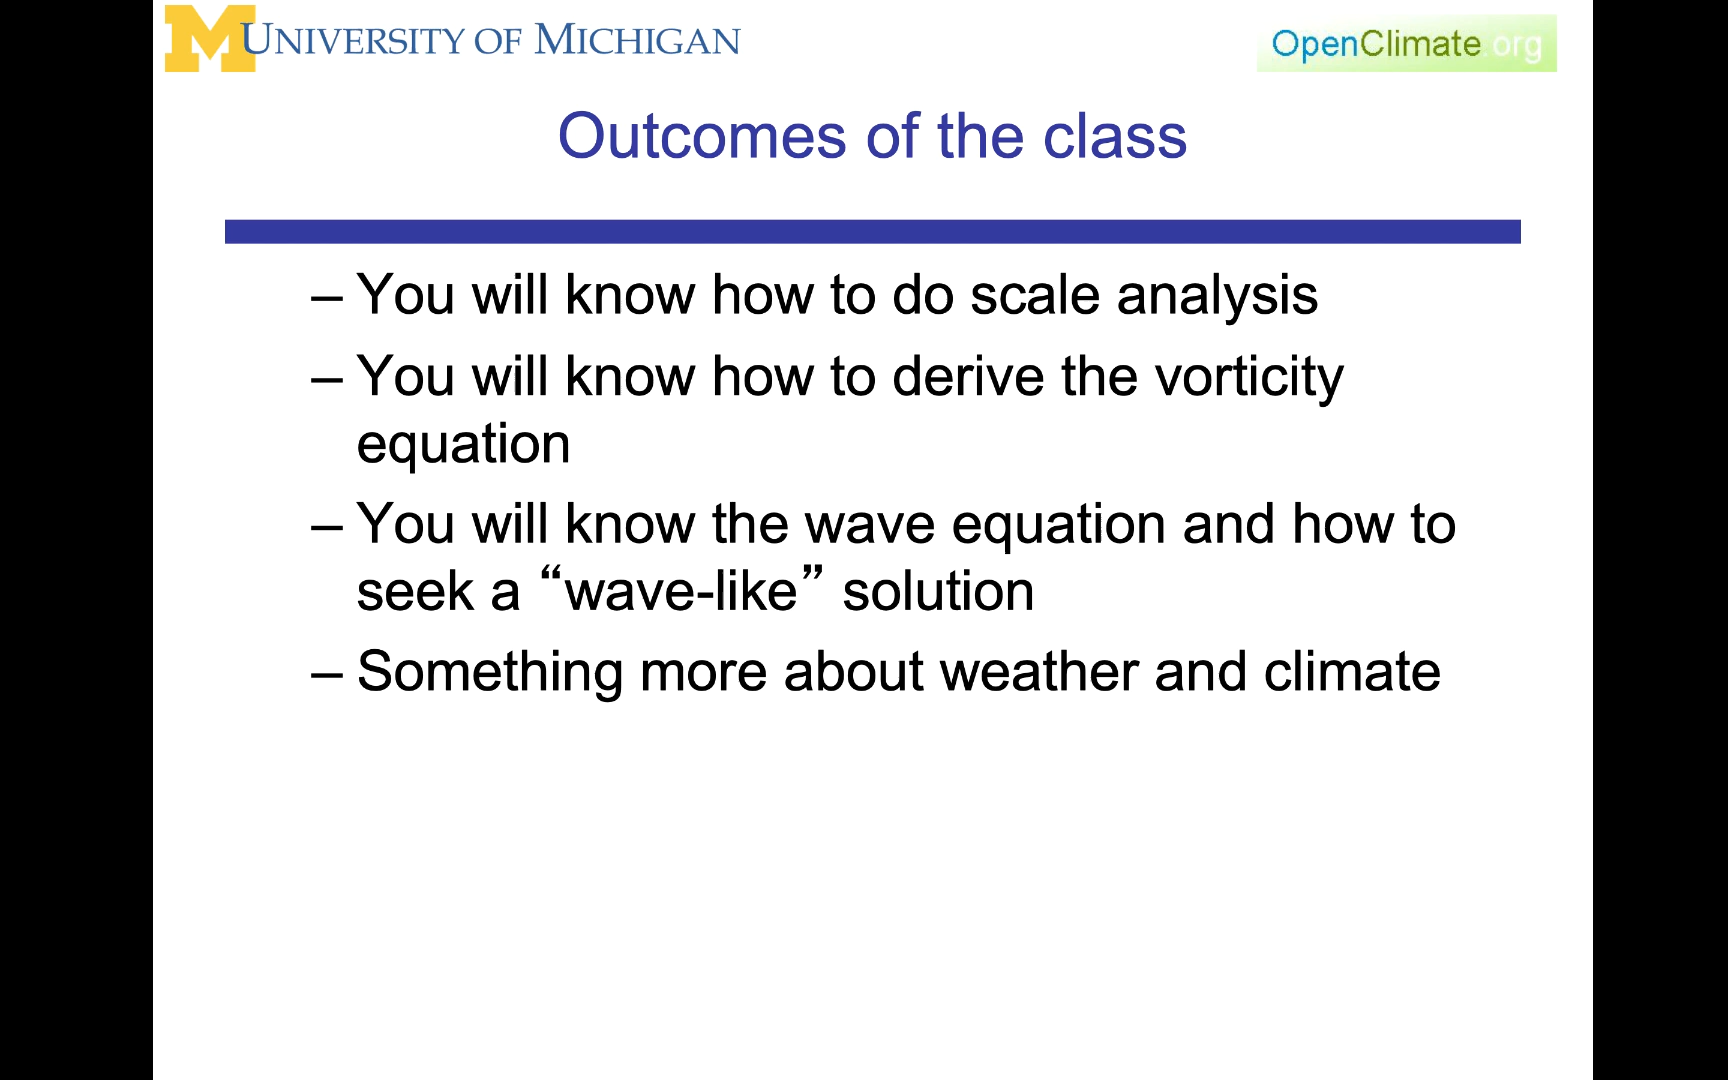 UNIVERSITY OF MICHIGAN
OpenClimate.org
Outcomes of the class
– You will know how to do scale analysis
– You will know how to derive the vorticity
equation
– You will know the wave equation and how to
seek a “wave-like” solution
– Something more about weather and climate